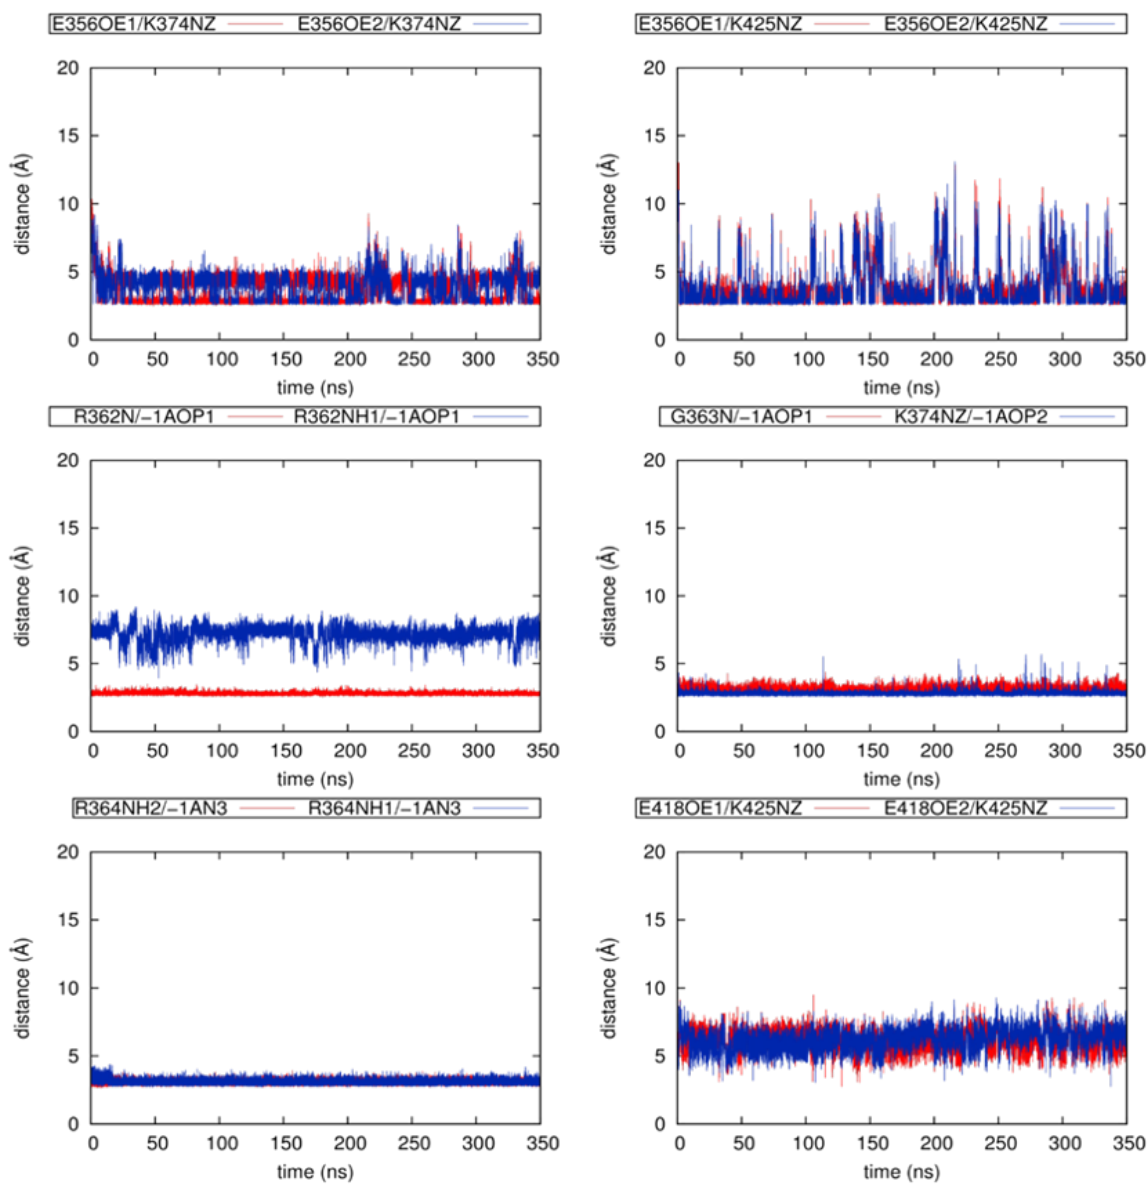 E356OE1/K374NZ E356OE2/K374NZ
20
15
10
5
0
distance (Å)
0 50 100 150 200 250 300 350
time (ns)
E356OE1/K425NZ E356OE2/K425NZ
20
15
10
5
0
distance (Å)
0 50 100 150 200 250 300 350
time (ns)
R362N/−1AOP1 R362NH1/−1AOP1
20
15
10
5
0
distance (Å)
0 50 100 150 200 250 300 350
time (ns)
G363N/−1AOP1 K374NZ/−1AOP2
20
15
10
5
0
distance (Å)
0 50 100 150 200 250 300 350
time (ns)
R364NH2/−1AN3 R364NH1/−1AN3
20
15
10
5
0
distance (Å)
0 50 100 150 200 250 300 350
time (ns)
E418OE1/K425NZ E418OE2/K425NZ
20
15
10
5
0
distance (Å)
0 50 100 150 200 250 300 350
time (ns)